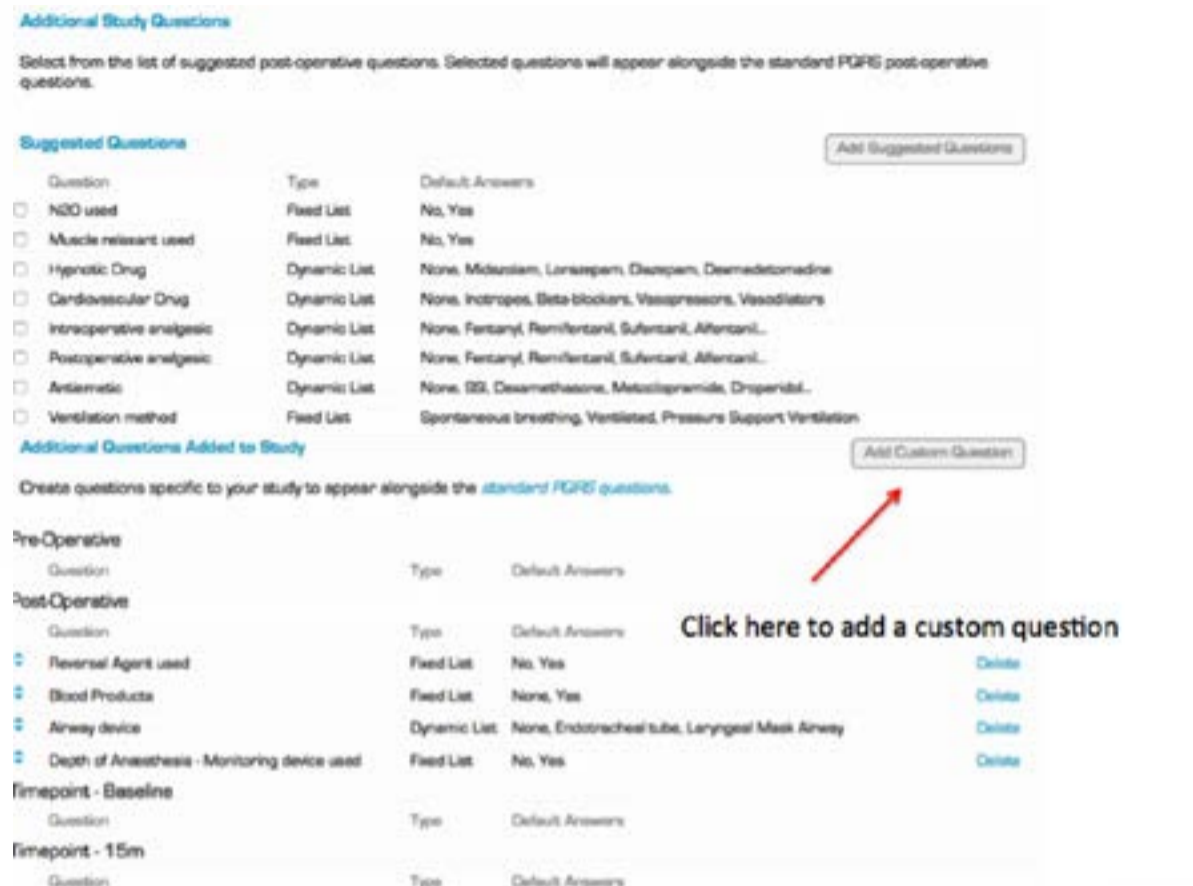 Additional Study Questions
Select from the list of suggested post-operative questions. Selected questions will appear alongside the standard PQRS post-operative
questions.
Suggested Questions
Add Suggested Questions
Question Type Default Answers
N2O used Fixed List No, Yes
Muscle relaxant used Fixed List No, Yes
Hypnotic Drug Dynamic List None, Midazolam, Lorazepam, Diazepam, Dexmedetomadine
Cardiovascular Drug Dynamic List None, Inotropes, Beta-blockers, Vasopressors, Vasodilators
Intraoperative analgesic Dynamic List None, Fentanyl, Remifentanil, Sufentanil, Alfentanil...
Postoperative analgesic Dynamic List None, Fentanyl, Remifentanil, Sufentanil, Alfentanil...
Antiemetic Dynamic List None, Dexamethasone, Metoclopramide, Droperidol...
Ventilation method Fixed List Spontaneous breathing, Ventilated, Pressure Support Ventilation
Additional Questions Added to Study
Add Custom Question
Create questions specific to your study to appear alongside the standard PQRS questions.
Pre-Operative
Question Type Default Answers
Post-Operative
Question Type Default Answers
Click here to add a custom question
Reversal Agent used Fixed List No, Yes Delete
Blood Products Fixed List None, Yes Delete
Airway device Dynamic List None, Endotracheal tube, Laryngeal Mask Airway Delete
Depth of Anaesthesia - Monitoring device used Fixed List No, Yes Delete
Timepoint - Baseline
Question Type Default Answers
Timepoint - 15m
Question Type Default Answers